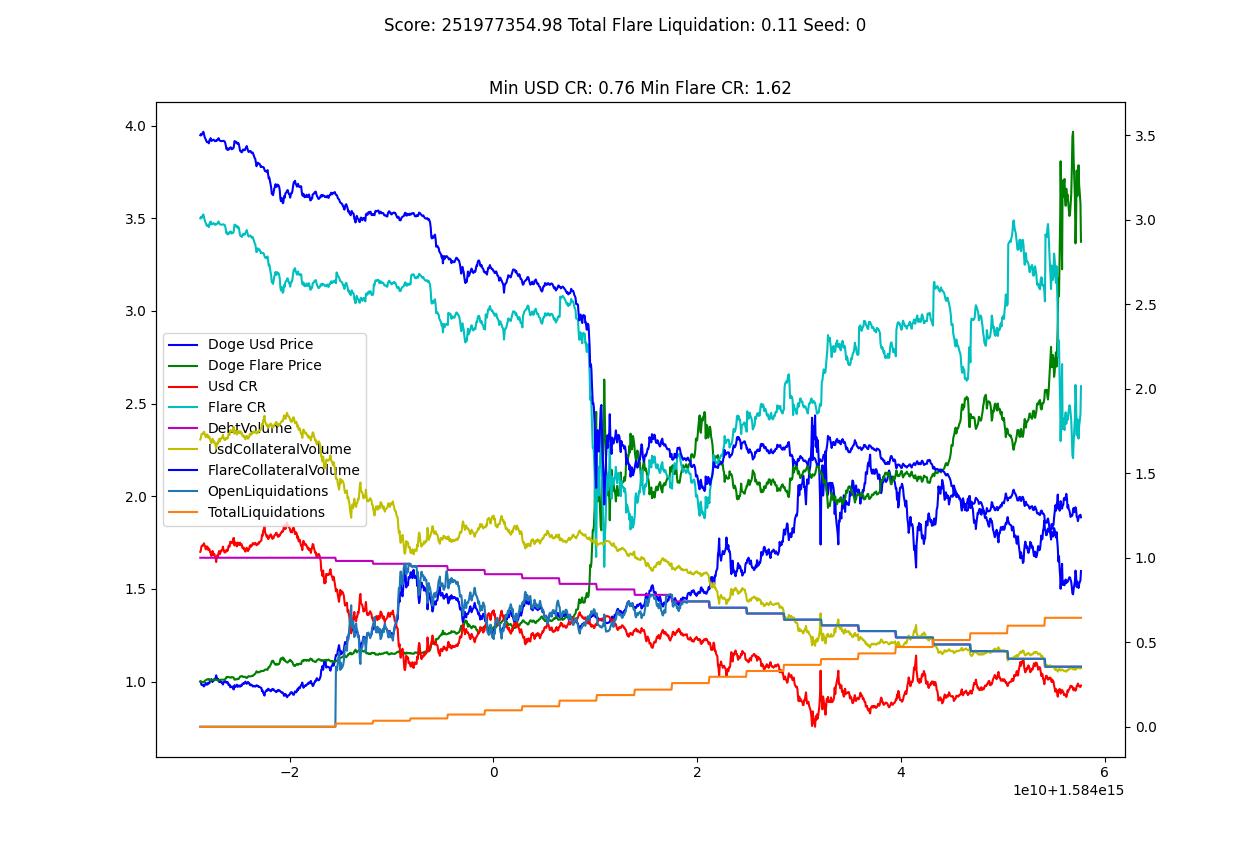 Score: 251977354.98 Total Flare Liquidation: 0.11 Seed: 0
Min USD CR: 0.76 Min Flare CR: 1.62
4.0
3.5
3.0
2.5
2.0
1.5
1.0
3.5
3.0
2.5
2.0
1.5
1.0
0.5
0.0
Doge Usd Price
Doge Flare Price
Usd CR
Flare CR
DebtVolume
UsdCollateralVolume
FlareCollateralVolume
OpenLiquidations
TotalLiquidations
−2 0 2 4 6
1e10+1.584e15